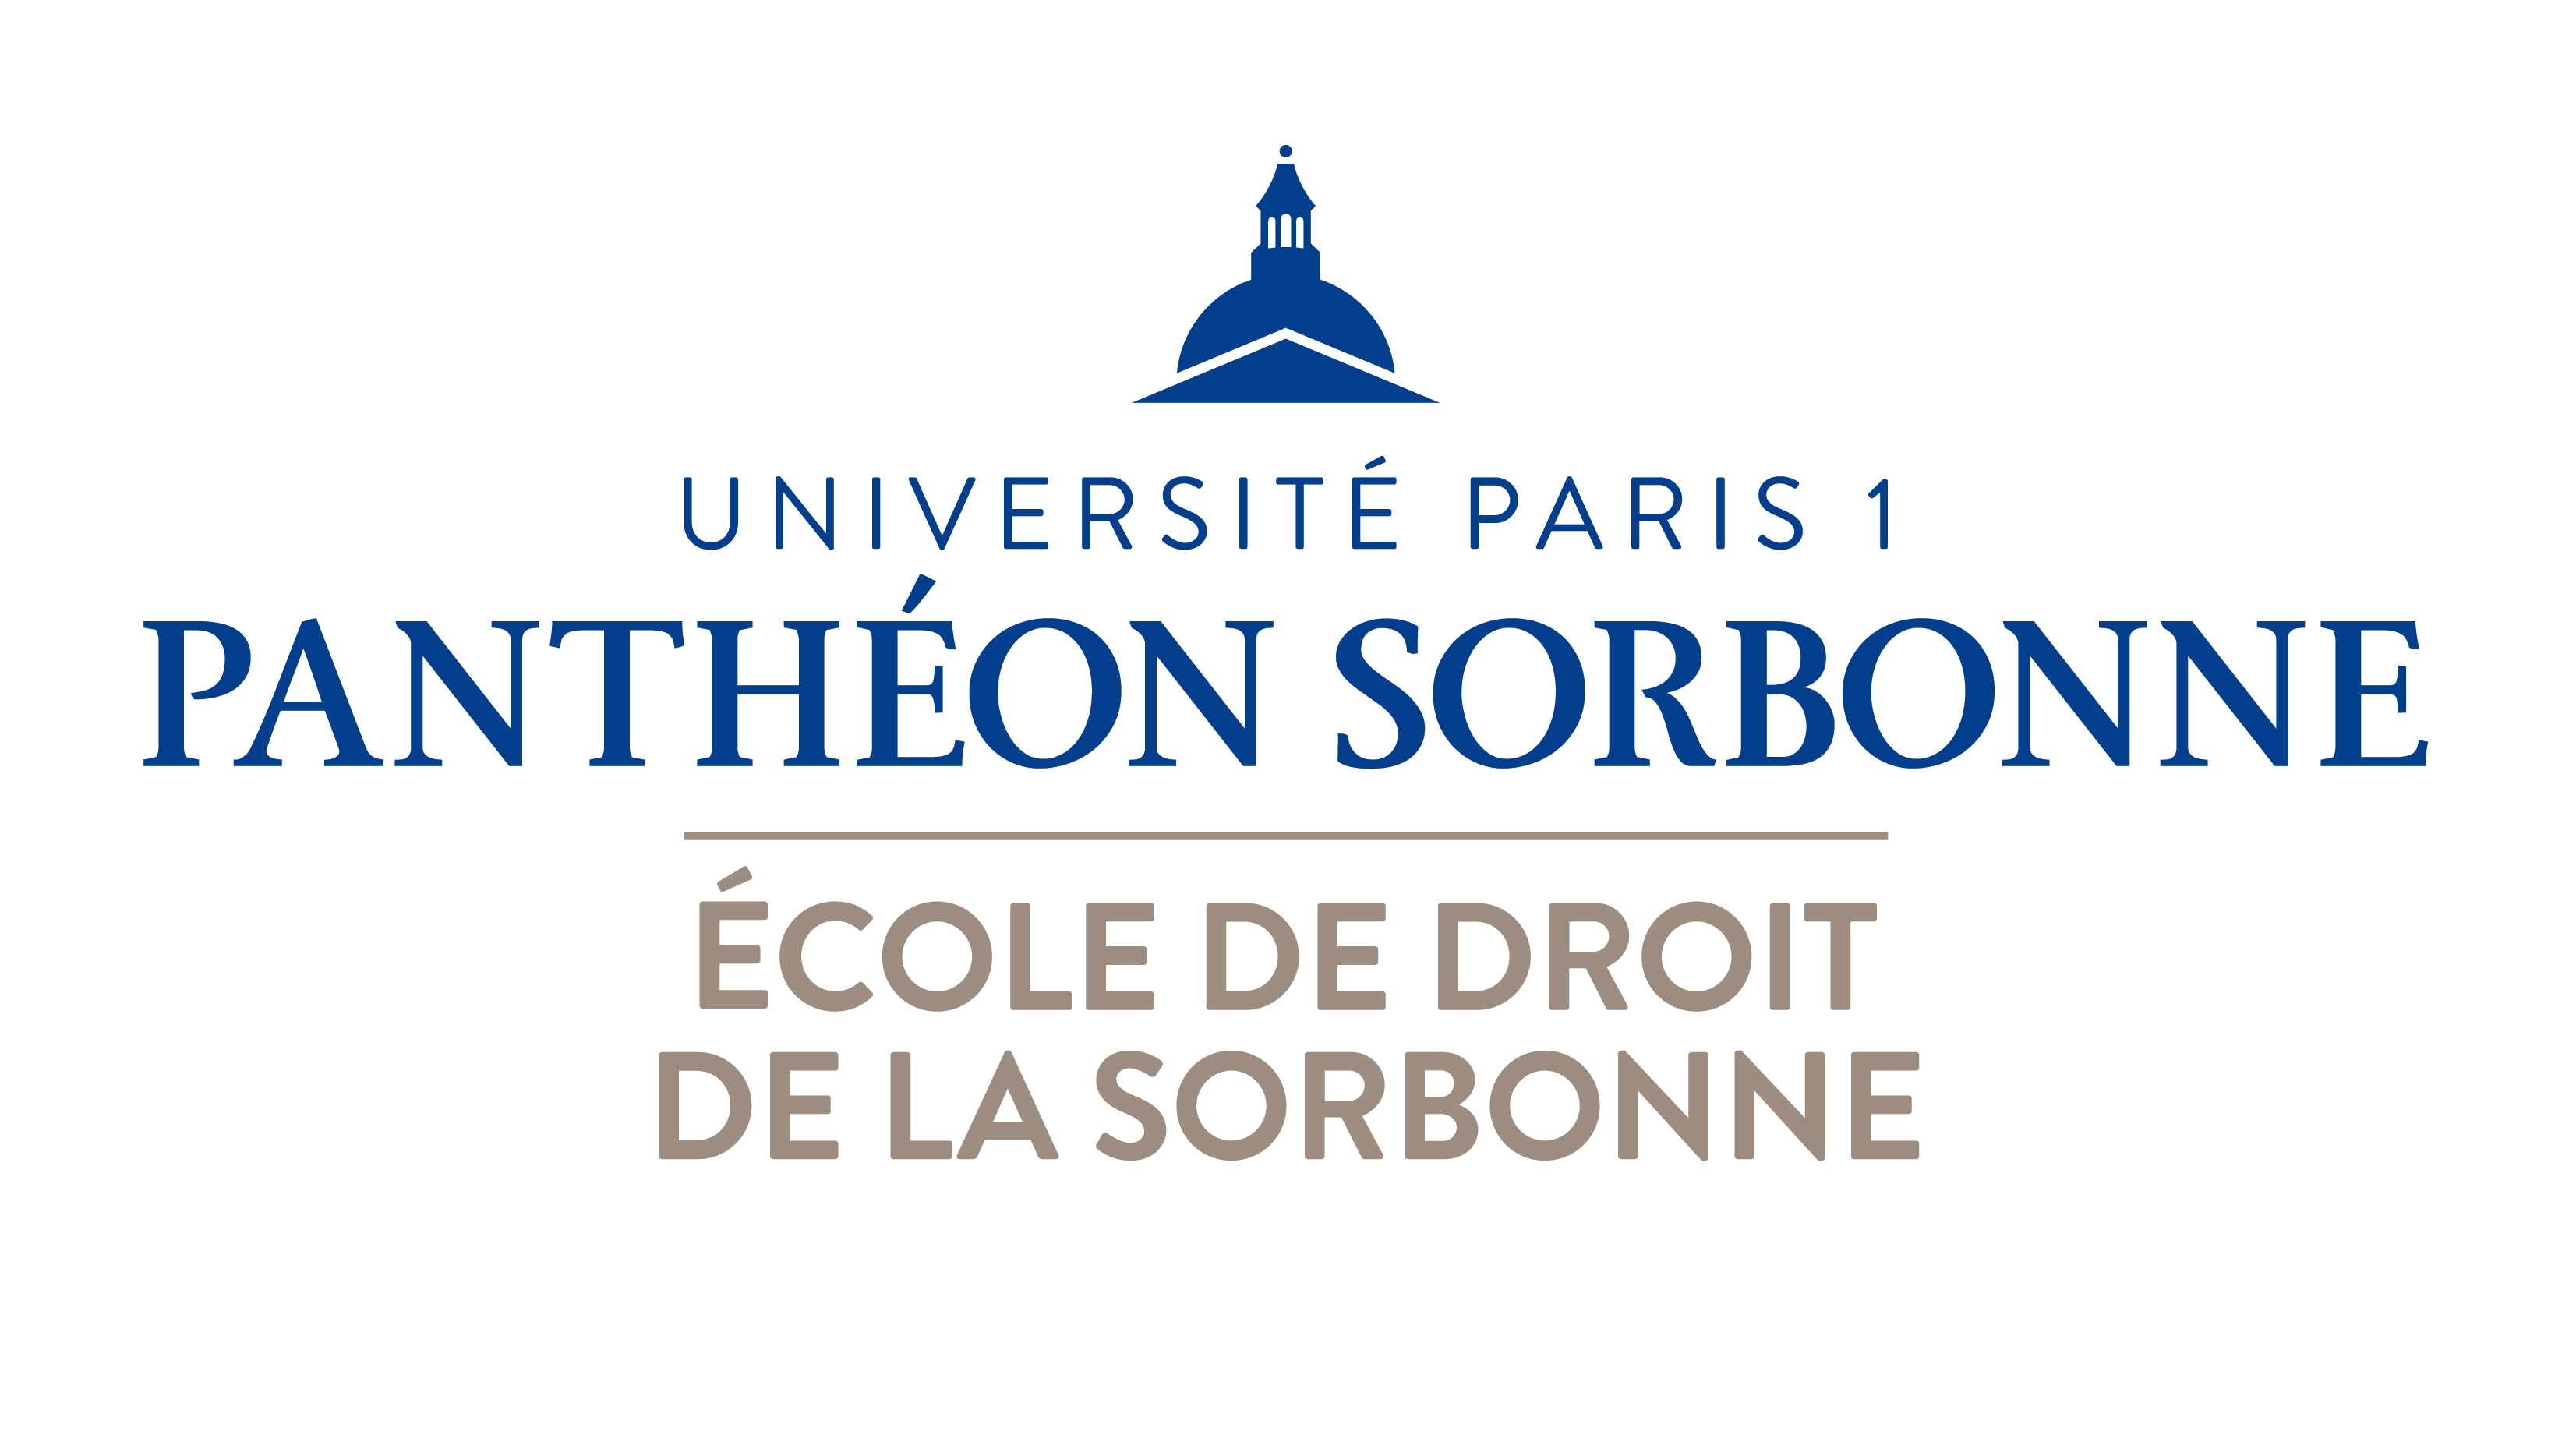 UNIVERSITÉ PARIS 1
PANTHÉON SORBONNE
ÉCOLE DE DROIT
DE LA SORBONNE